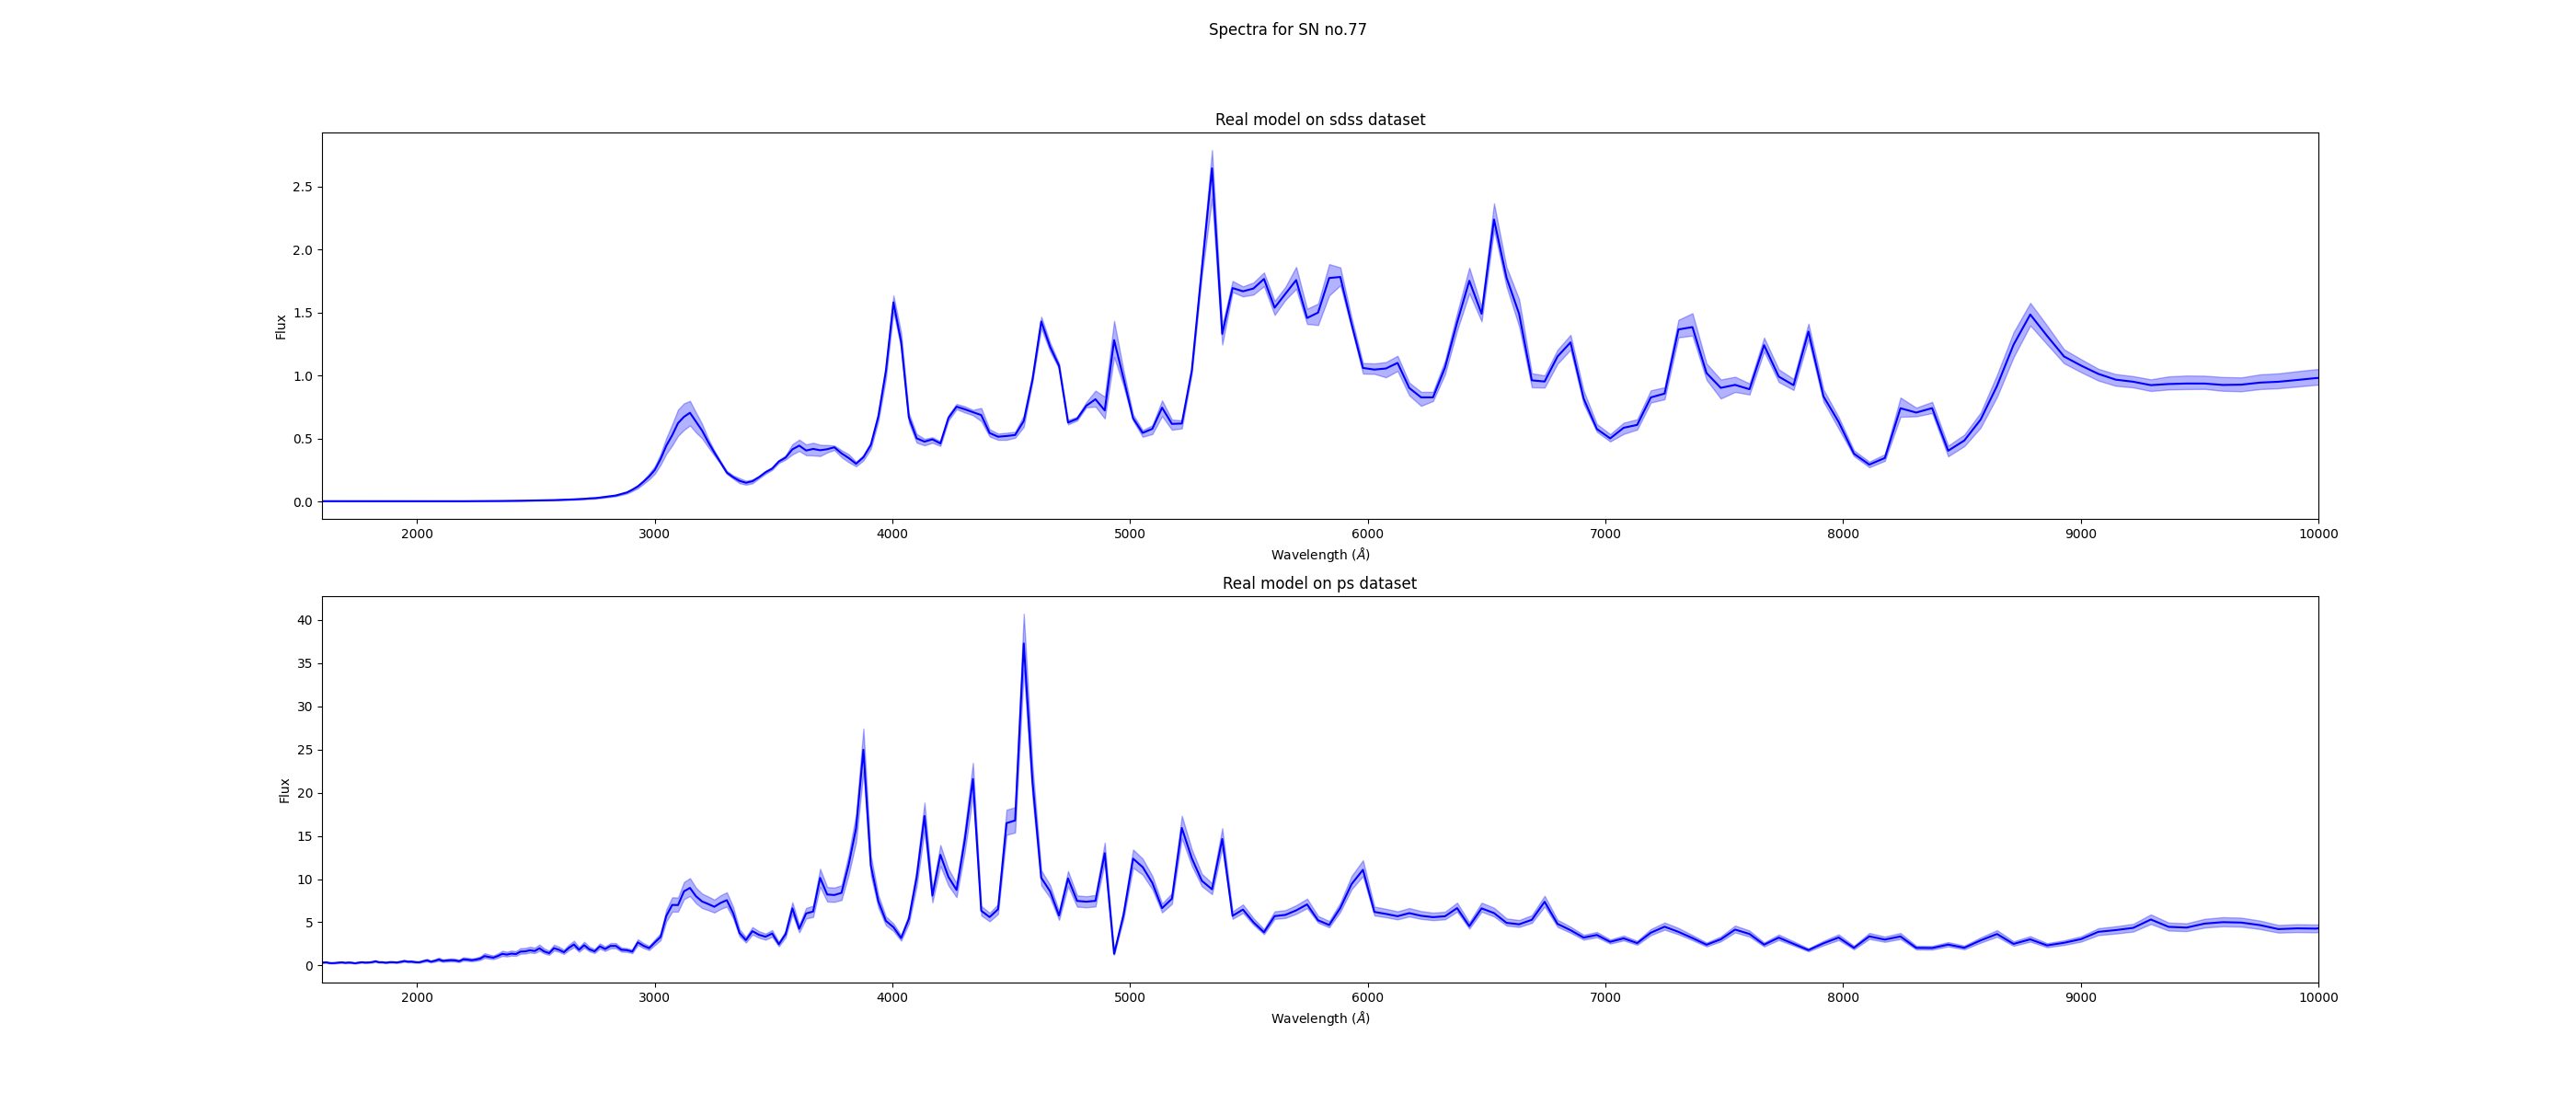 Spectra for SN no.77
Real model on sdss dataset
Flux
2.5
2.0
1.5
1.0
0.5
0.0
2000 3000 4000 5000 6000 7000 8000 9000 10000
Wavelength (Å)
Real model on ps dataset
Flux
40
35
30
25
20
15
10
5
0
2000 3000 4000 5000 6000 7000 8000 9000 10000
Wavelength (Å)